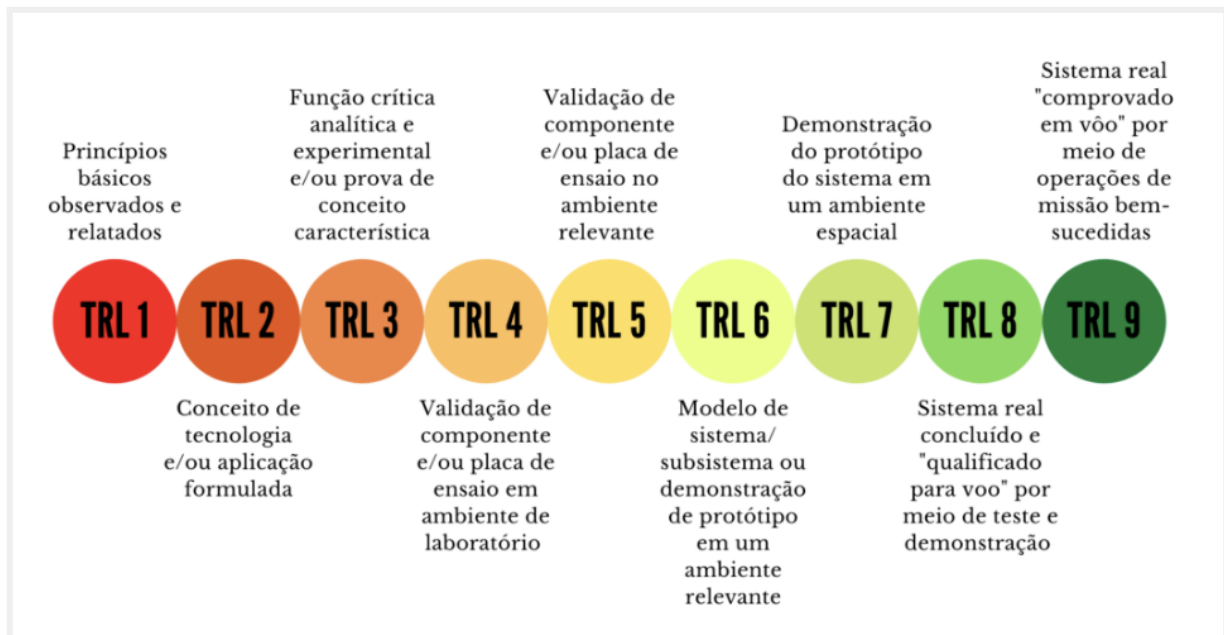 Princípios
básicos
observados e
relatados
Função crítica
analítica e
experimental
e/ou prova de
conceito
característica
Validação de
componente
e/ou placa de
ensaio no
ambiente
relevante
Demonstração
do protótipo
do sistema em
um ambiente
espacial
Sistema real
"comprovado
em vôo" por
meio de
operações de
missão bem-
sucedidas
TRL 1
TRL 2
TRL 3
TRL 4
TRL 5
TRL 6
TRL 7
TRL 8
TRL 9
Conceito de
tecnologia
e/ou aplicação
formulada
Validação de
componente
e/ou placa de
ensaio em
ambiente de
laboratório
Modelo de
sistema/
subsistema ou
demonstração
de protótipo
em um
ambiente
relevante
Sistema real
concluído e
"qualificado
para voo" por
meio de teste e
demonstração